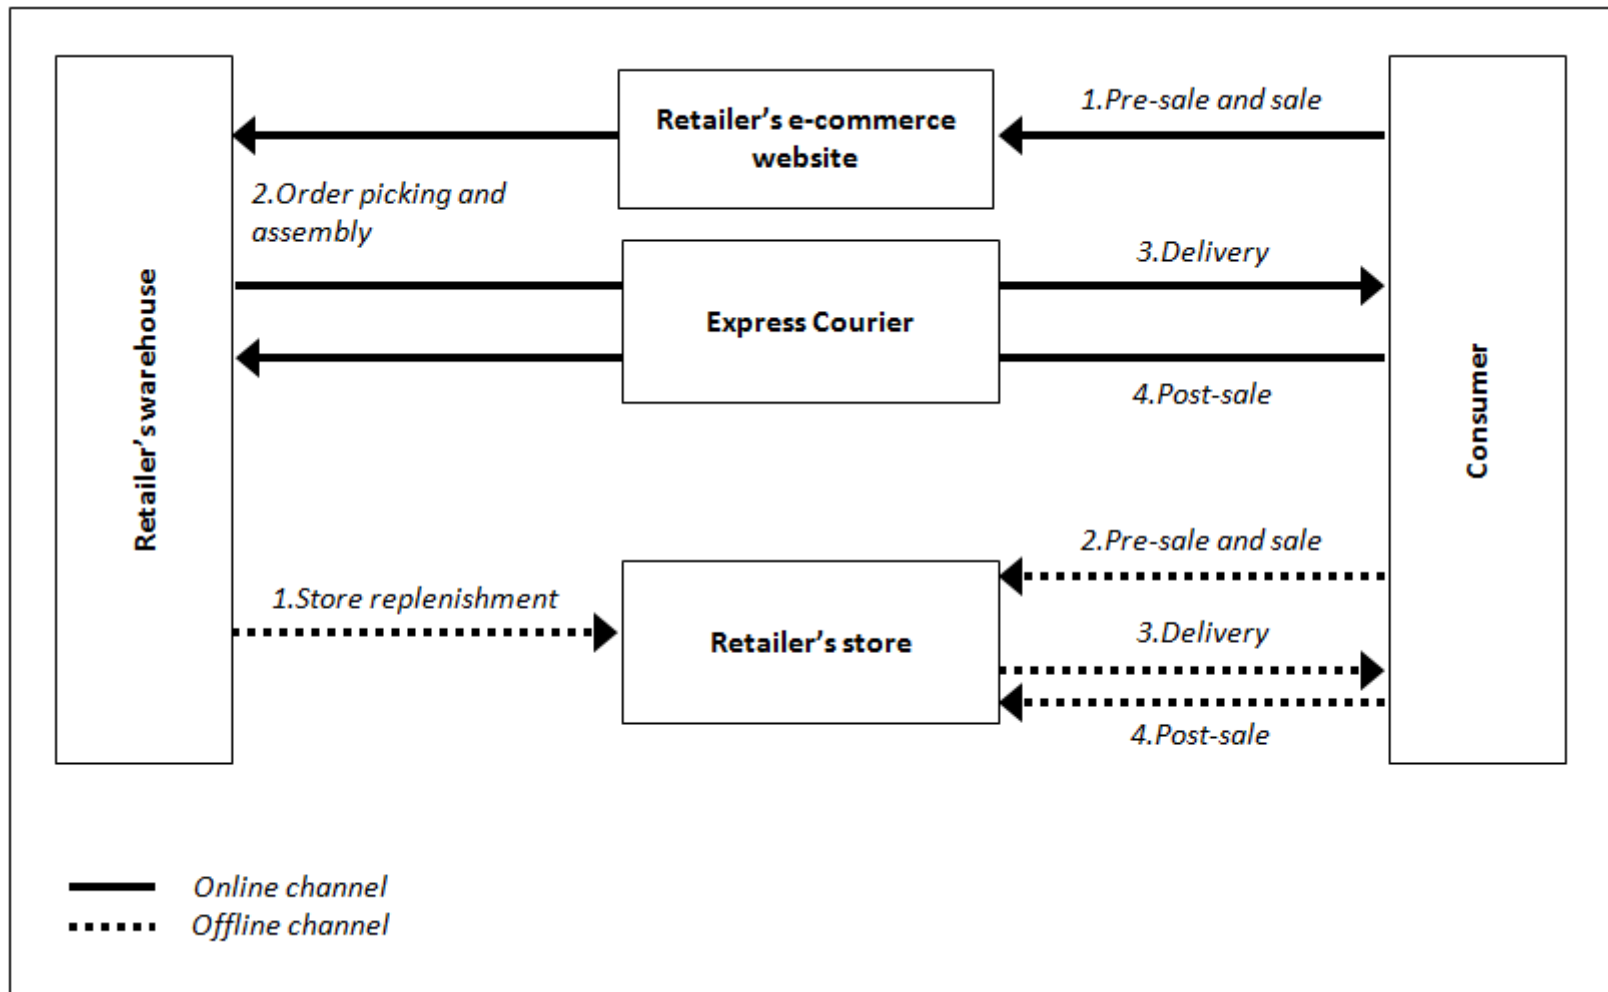 Retailer's warehouse
Retailer's e-commerce
website
1.Pre-sale and sale
2.Order picking and
assembly
Express Courier
3.Delivery
4.Post-sale
Consumer
1.Store replenishment
Retailer's store
2.Pre-sale and sale
3.Delivery
4.Post-sale
Online channel
Offline channel